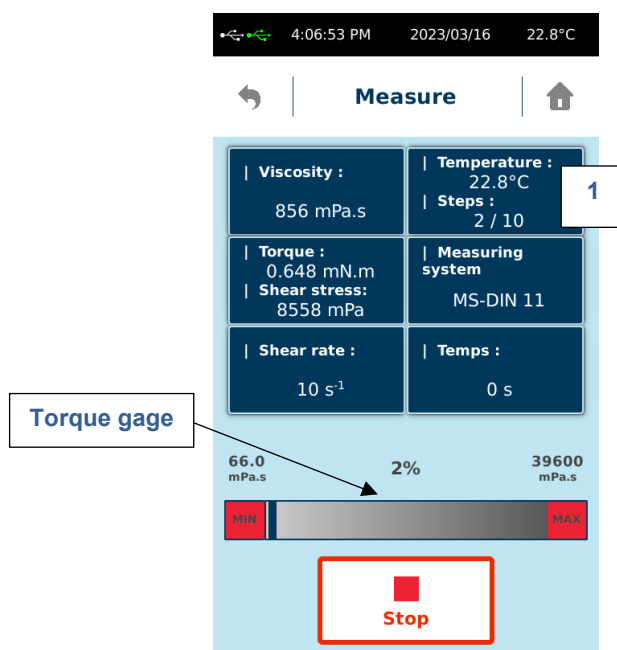 4:06:53 PM 2023/03/16 22.8°C
Measure
| Viscosity :
856 mPa.s
| Temperature :
22.8°C
| Steps :
2 / 10
1
| Torque :
0.648 mN.m
| Shear stress:
8558 mPa
| Measuring
system
MS-DIN 11
| Shear rate :
10 s⁻¹
| Temps :
0 s
Torque gage
66.0
mPa.s
2%
39600
mPa.s
MIN
MAX
Stop